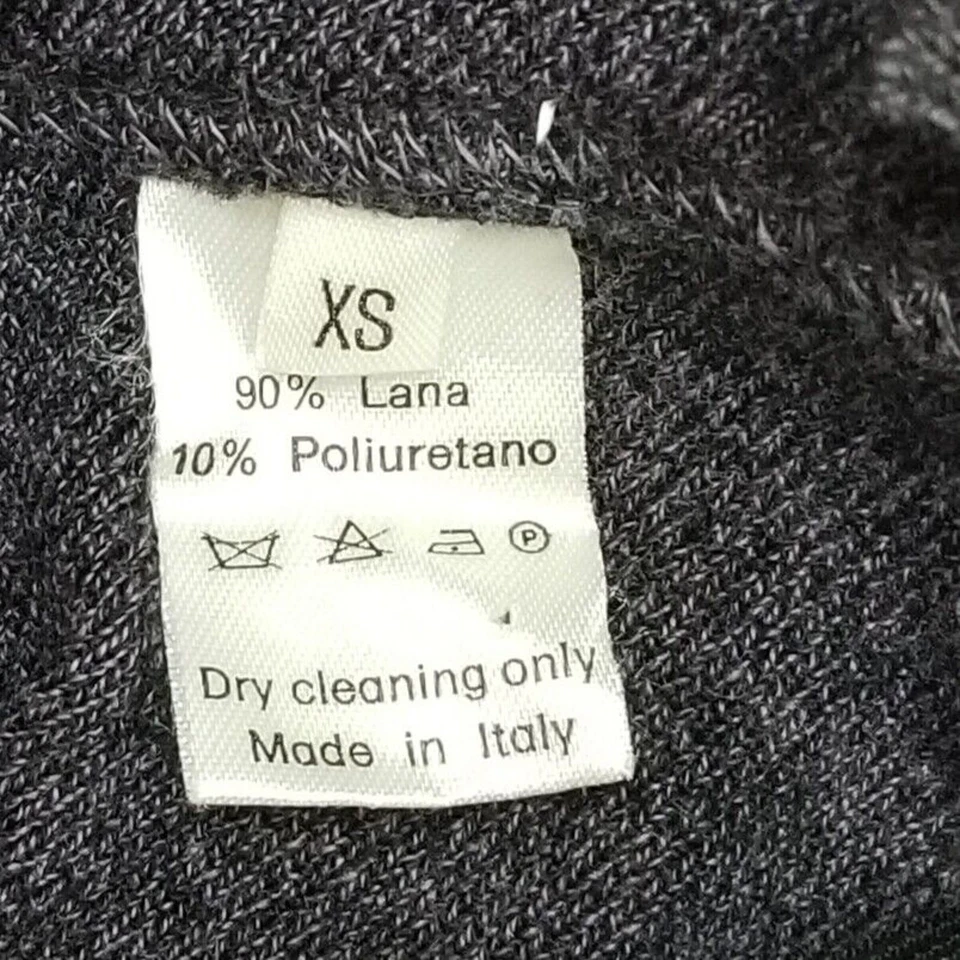 XS
90% Lana
10% Poliuretano
P
Dry cleaning only
Made in Italy